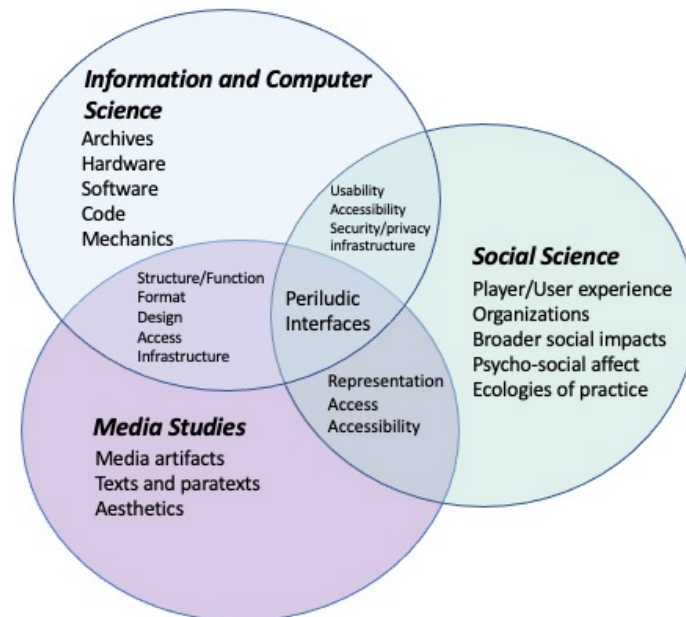 Information and Computer
Science
Archives
Hardware
Software
Code
Mechanics
Usability
Accessibility
Security/privacy
infrastructure
Social Science
Player/User experience
Organizations
Broader social impacts
Psycho-social affect
Ecologies of practice
Structure/Function
Format
Design
Access
Infrastructure
Periludic
Interfaces
Representation
Access
Accessibility
Media Studies
Media artifacts
Texts and paratexts
Aesthetics